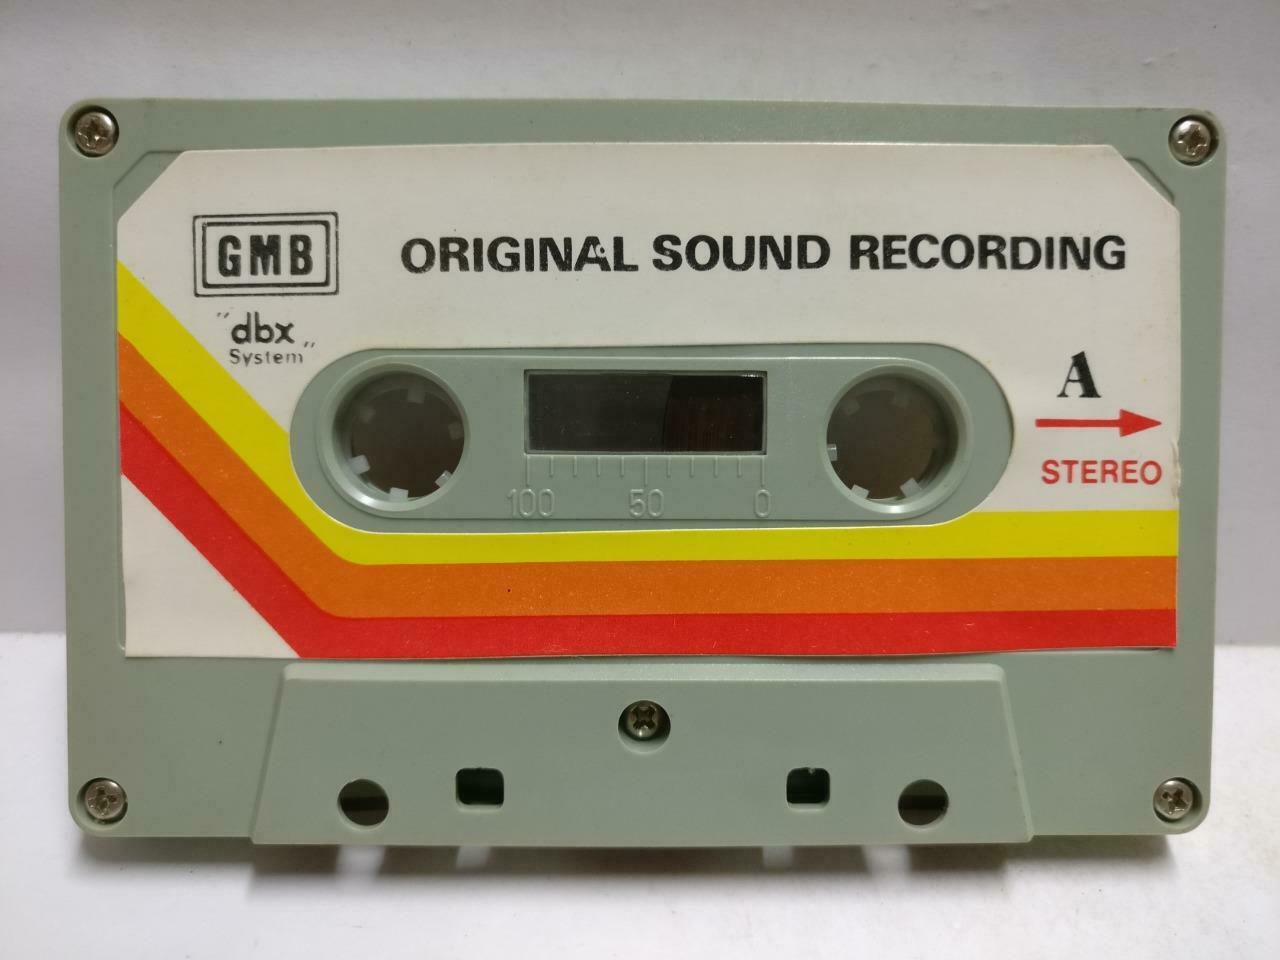 GMB
ORIGINAL SOUND RECORDING
"dbx"
System
A
STEREO
100 50 0